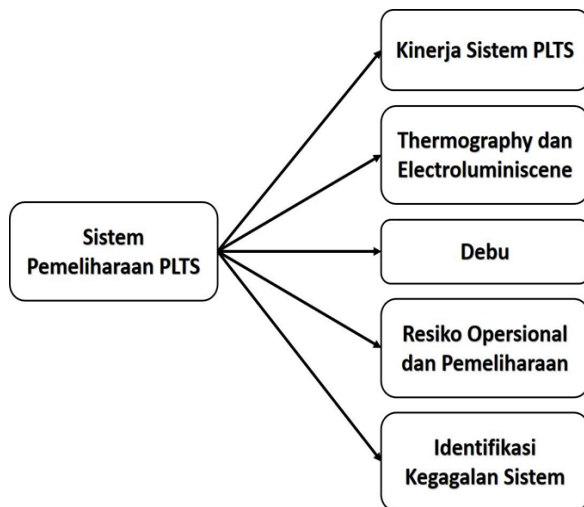 Kinerja Sistem PLTS
Thermography dan
Electroluminiscene
Sistem
Pemeliharaan PLTS
Debu
Resiko Opersional
dan Pemeliharaan
Identifikasi
Kegagalan Sistem